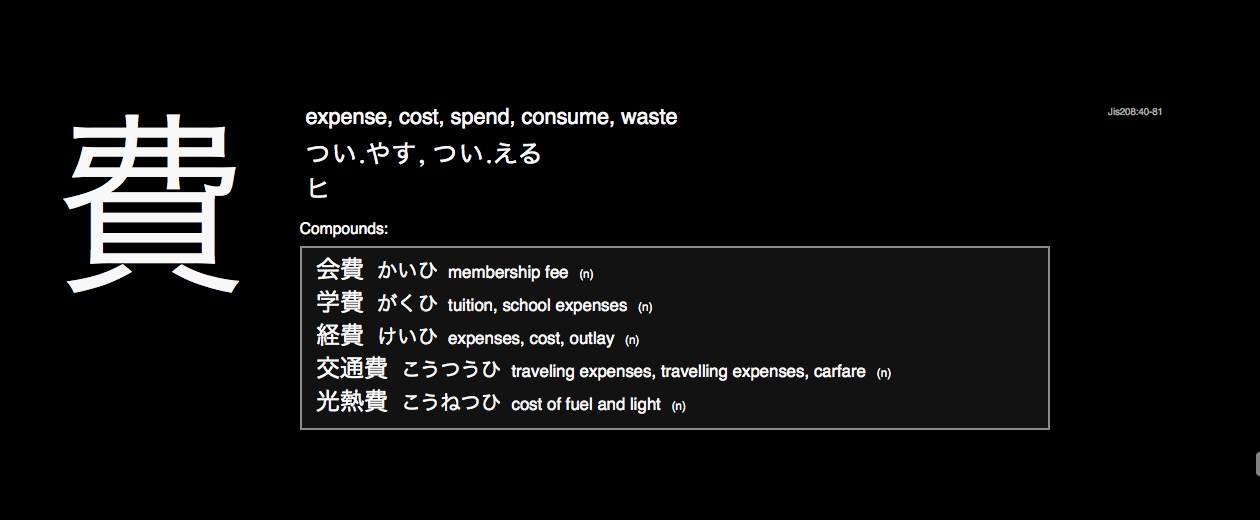 費
expense, cost, spend, consume, waste
Jis208:40-81
つい.やす, つい.える
ヒ
Compounds:
会費 かいひ membership fee (n)
学費 がくひ tuition, school expenses (n)
経費 けいひ expenses, cost, outlay (n)
交通費 こうつうひ traveling expenses, travelling expenses, carfare (n)
光熱費 こうねつひ cost of fuel and light (n)